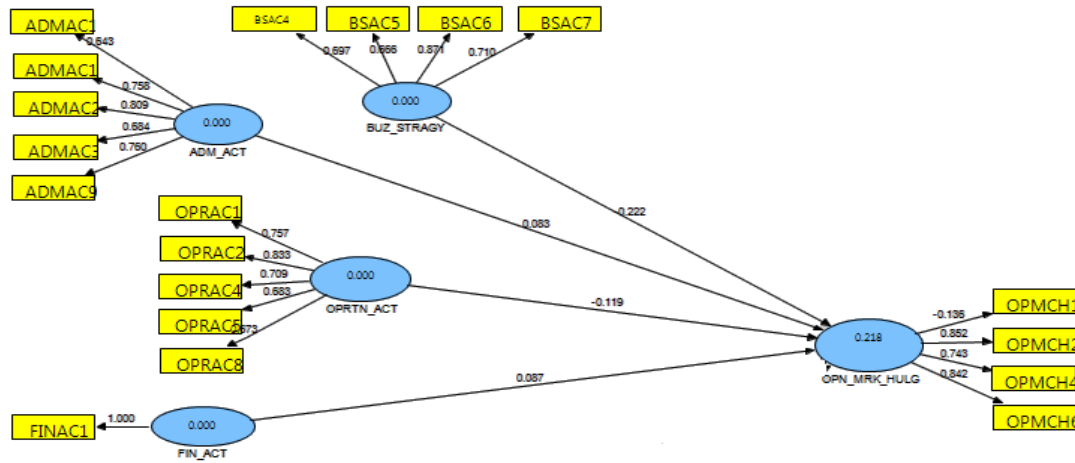 ADMAC1
0.643
ADMAC1
0.758
ADMAC2
0.809
ADMAC3
0.684
ADMAC9
0.760
0.000
ADM_ACT
BSAC4
BSAC5
BSAC6
BSAC7
0.697
0.666
0.871
0.710
0.000
BUZ_STRAGY
0.222
0.083
OPRAC1
0.757
OPRAC2
0.833
OPRAC4
0.709
OPRAC5
0.683
OPRAC8
0.673
0.000
OPRTN_ACT
-0.119
FINAC1
1.000
0.000
FIN_ACT
0.087
0.218
OPN_MRK_HULG
-0.136
OPMCH1
0.852
OPMCH2
0.743
OPMCH4
0.842
OPMCH6